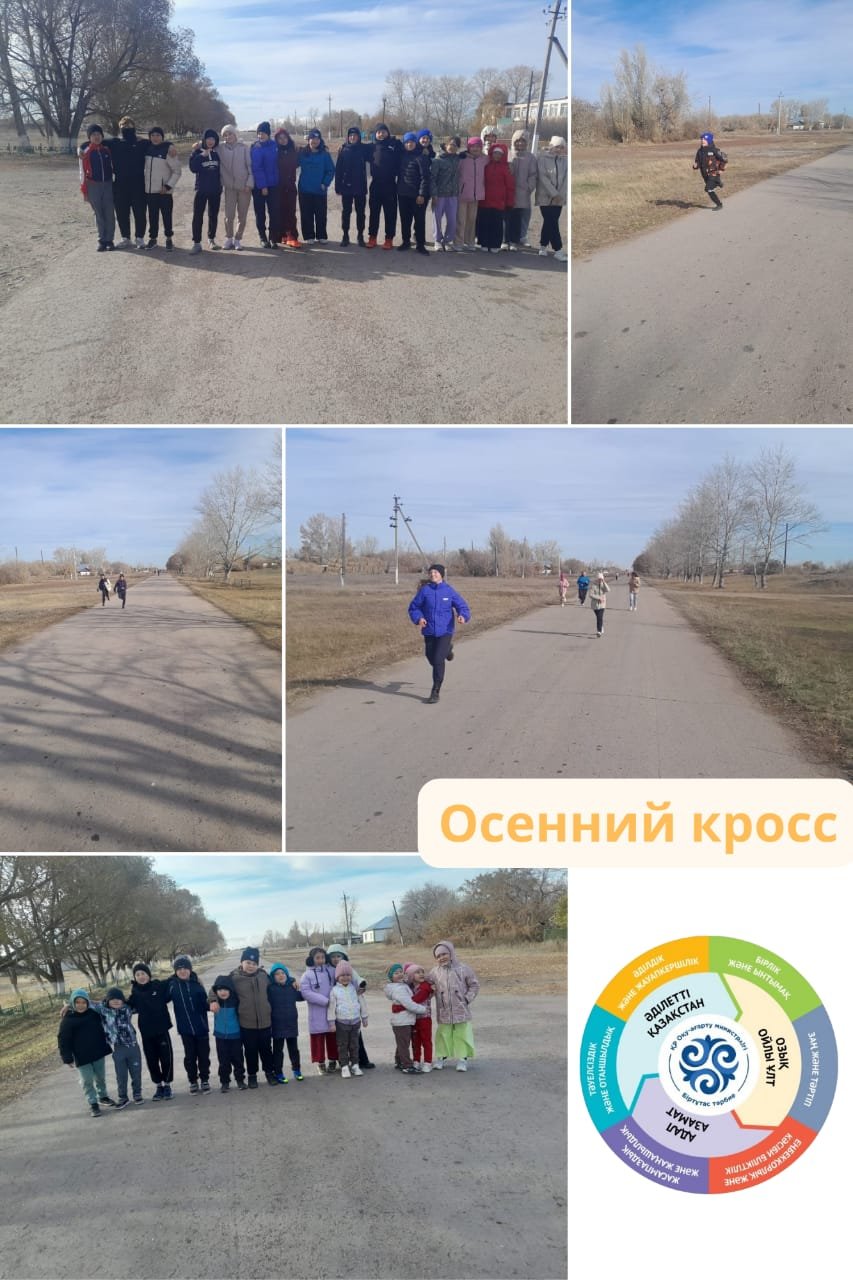 Осенний кросс
БІРЛІК
ЖӘНЕ ЫНТЫМАҚ
ЗАҢ ЖӘНЕ ТӘРТІП
ЕҢБЕКҚОРЛЫҚ ЖӘНЕ
КӘСІБИ БІЛІКТІЛІК
ЖАСАМПАЗДЫҚ
ЖӘНЕ ЖАҢАШЫЛДЫҚ
ТӘУЕЛСІЗДІК
ЖӘНЕ ОТАНШЫЛДЫҚ
ӘДІЛДІК
ЖӘНЕ ЖАУАПКЕРШІЛІК
ӘДІЛЕТТІ
ҚАЗАҚСТАН
ОЗЫҚ
ОЙЛЫ ҰЛТ
АДАЛ
АЗАМАТ
ҚР Оқу-ағарту министрлігі
Біртұтас тәрбие